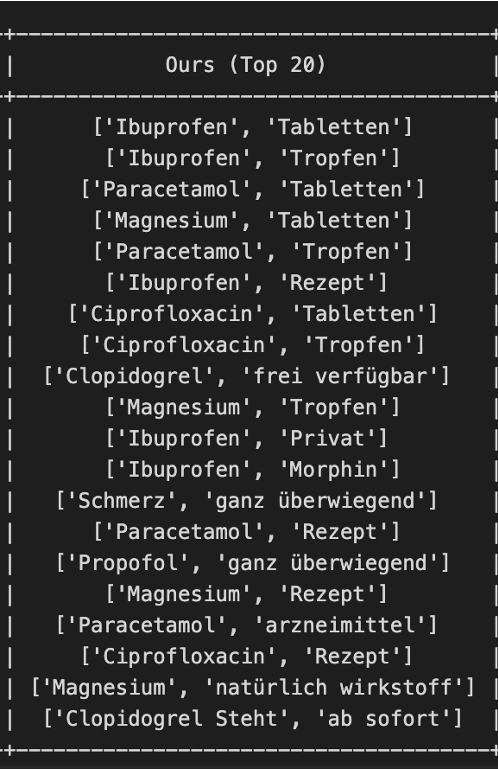 Ours (Top 20)
['Ibuprofen', 'Tabletten']
['Ibuprofen', 'Tropfen']
['Paracetamol', 'Tabletten']
['Magnesium', 'Tabletten']
['Paracetamol', 'Tropfen']
['Ibuprofen', 'Rezept']
['Ciprofloxacin', 'Tabletten']
['Ciprofloxacin', 'Tropfen']
['Clopidogrel', 'frei verfügbar']
['Magnesium', 'Tropfen']
['Ibuprofen', 'Privat']
['Ibuprofen', 'Morphin']
['Schmerz', 'ganz überwiegend']
['Paracetamol', 'Rezept']
['Propofol', 'ganz überwiegend']
['Magnesium', 'Rezept']
['Paracetamol', 'arzneimittel']
['Ciprofloxacin', 'Rezept']
['Magnesium', 'natürlich wirkstoff']
['Clopidogrel Steht', 'ab sofort']